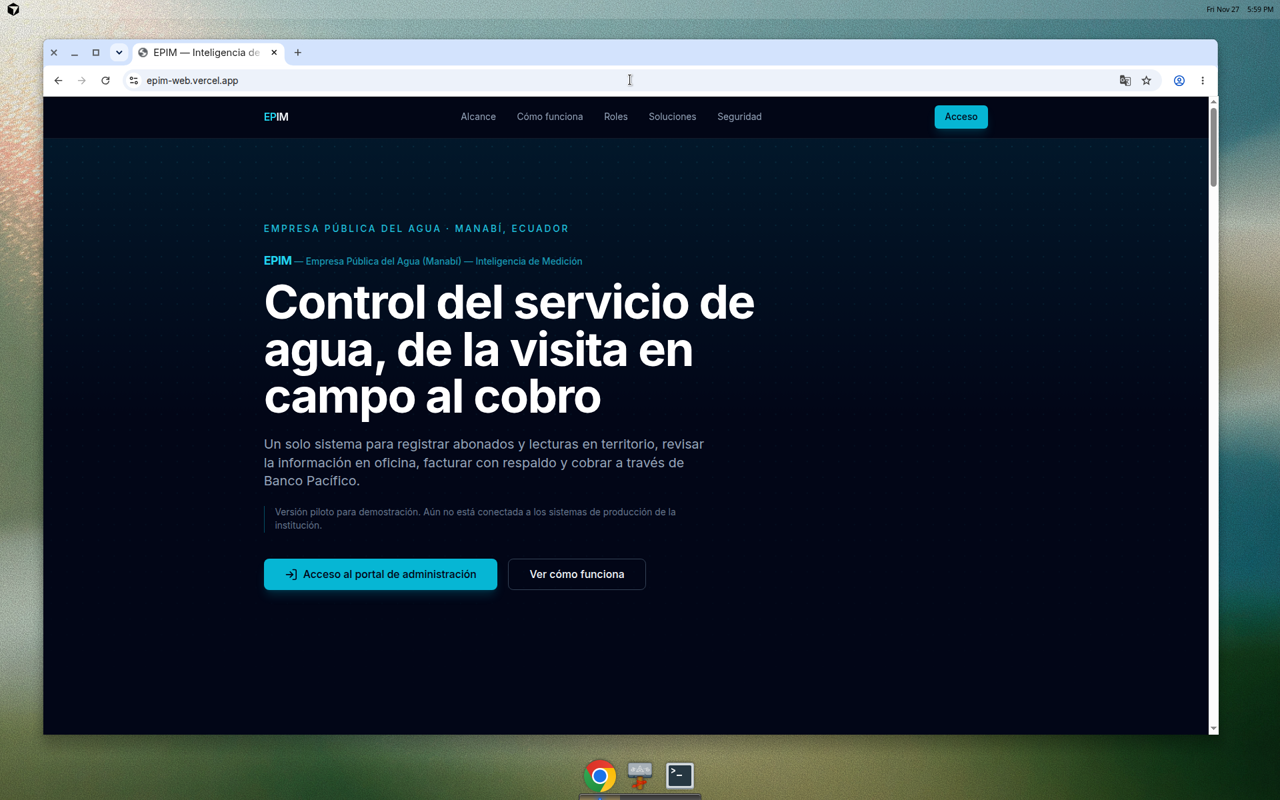 Fri Nov 27 5:59 PM
EPIM — Inteligencia de
epim-web.vercel.app
EPIM
Alcance Cómo funciona Roles Soluciones Seguridad
Acceso
EMPRESA PÚBLICA DEL AGUA · MANABÍ, ECUADOR
EPIM — Empresa Pública del Agua (Manabí) — Inteligencia de Medición
Control del servicio de
agua, de la visita en
campo al cobro
Un solo sistema para registrar abonados y lecturas en territorio, revisar
la información en oficina, facturar con respaldo y cobrar a través de
Banco Pacífico.
Versión piloto para demostración. Aún no está conectada a los sistemas de producción de la
institución.
Acceso al portal de administración
Ver cómo funciona